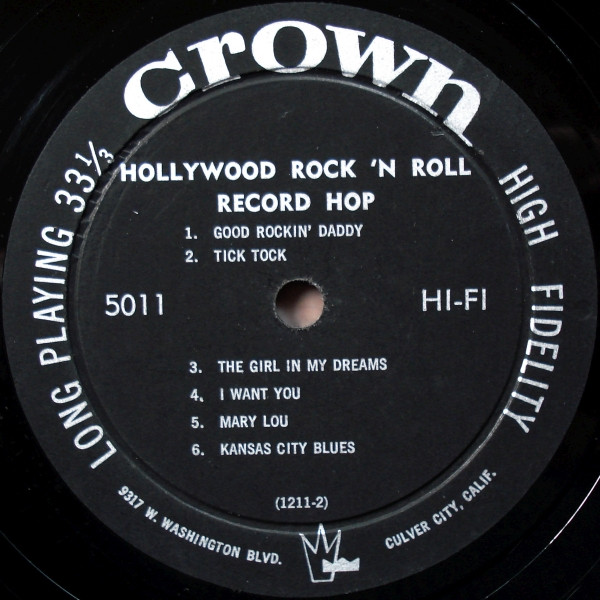 crown
LONG PLAYING 33 1/3
HIGH FIDELITY
HOLLYWOOD ROCK 'N ROLL
RECORD HOP
1. GOOD ROCKIN' DADDY
2. TICK TOCK
5011
HI-FI
3. THE GIRL IN MY DREAMS
4. I WANT YOU
5. MARY LOU
6. KANSAS CITY BLUES
(1211-2)
9317 W. WASHINGTON BLVD.
CULVER CITY, CALIF.